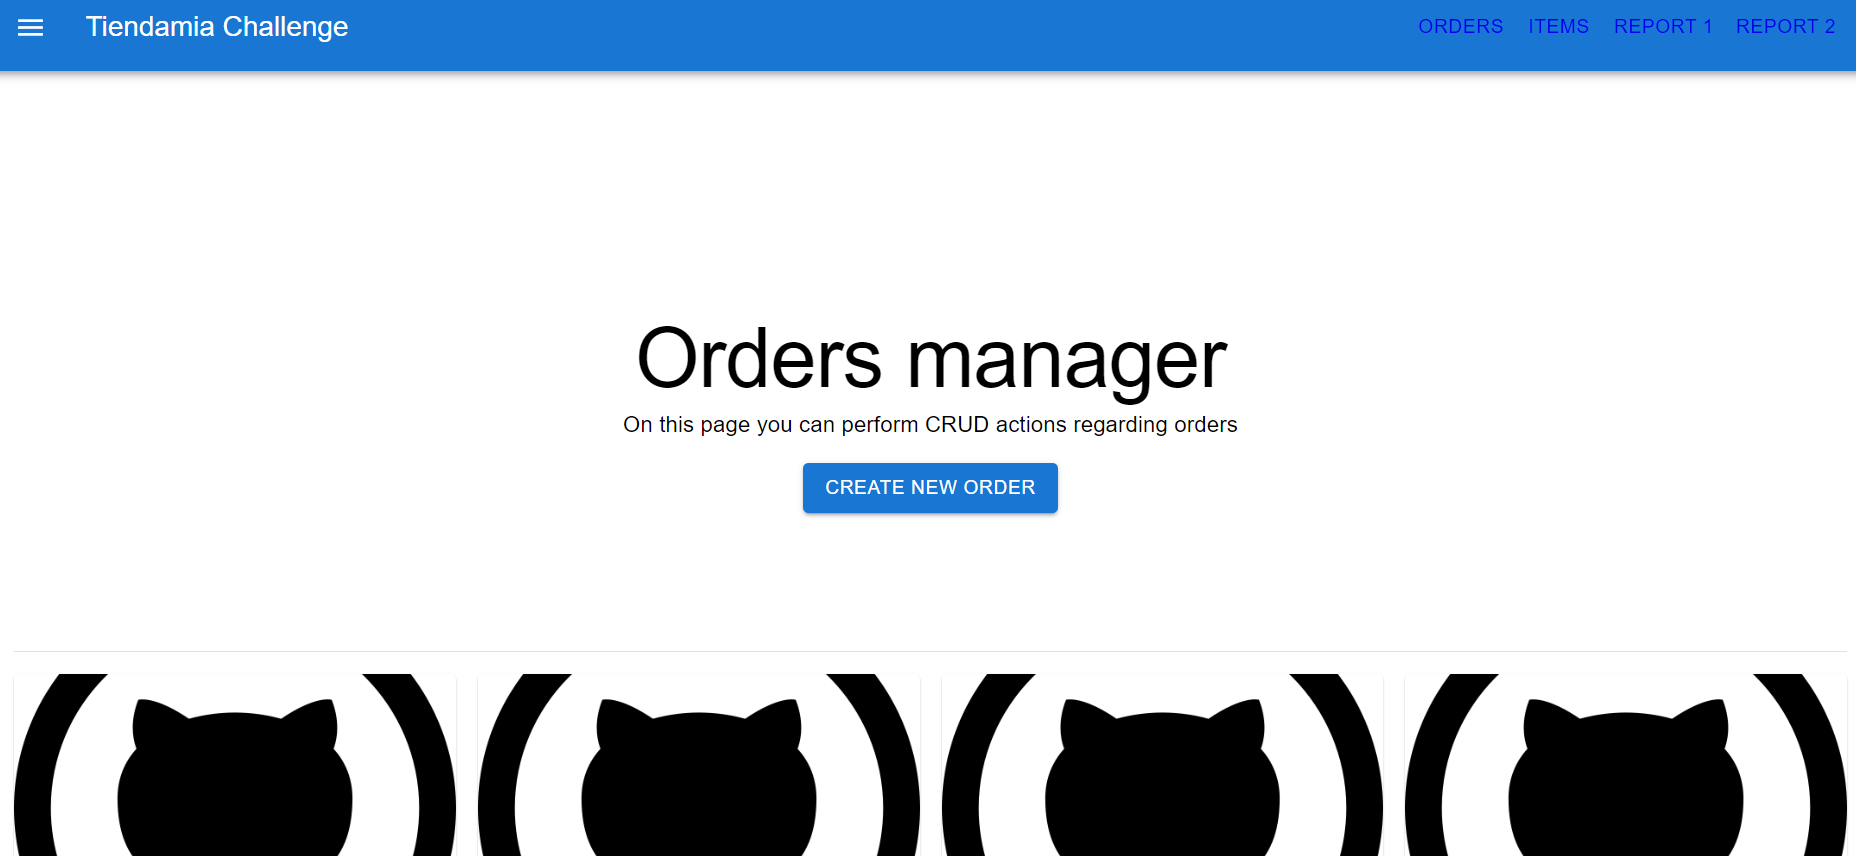 Tiendamia Challenge
ORDERS ITEMS REPORT 1 REPORT 2
Orders manager
On this page you can perform CRUD actions regarding orders
CREATE NEW ORDER